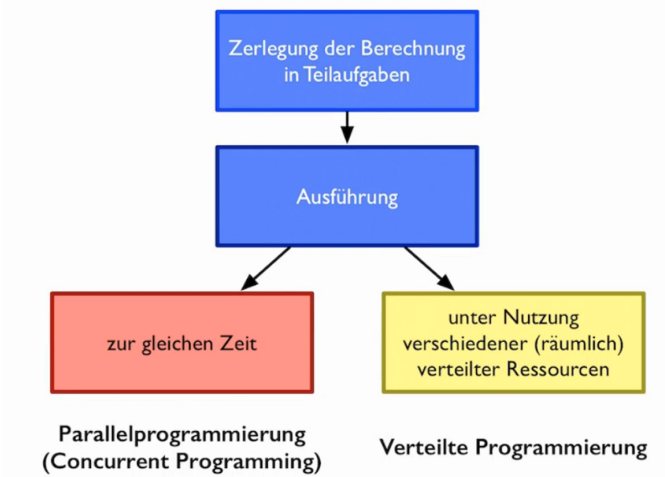 Zerlegung der Berechnung
in Teilaufgaben
Ausführung
zur gleichen Zeit
unter Nutzung
verschiedener (räumlich)
verteilter Ressourcen
Parallelprogrammierung
(Concurrent Programming)
Verteilte Programmierung